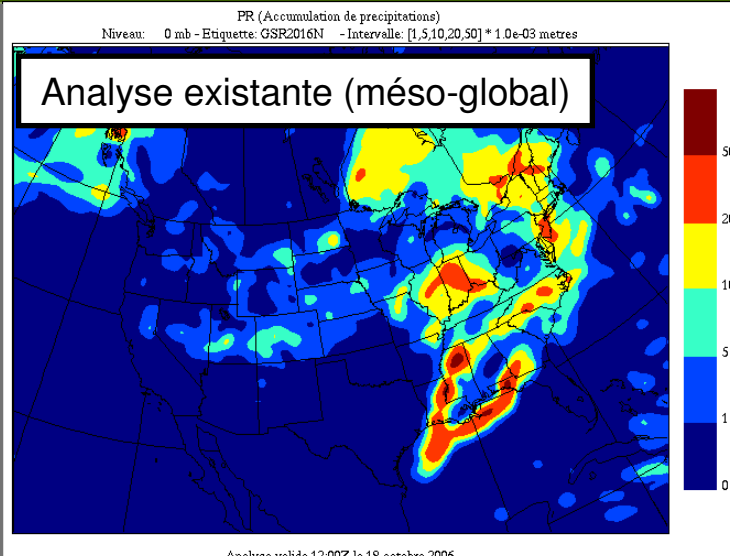 PR (Accumulation de precipitations)
Niveau: 0 mb - Etiquette: GSR2016N - Intervalle: [1,5,10,20,50] * 1.0e-03 metres
Analyse existante (méso-global)
50
20
10
5
1
0
Analyse valide 12:00Z le 18 octobre 2006